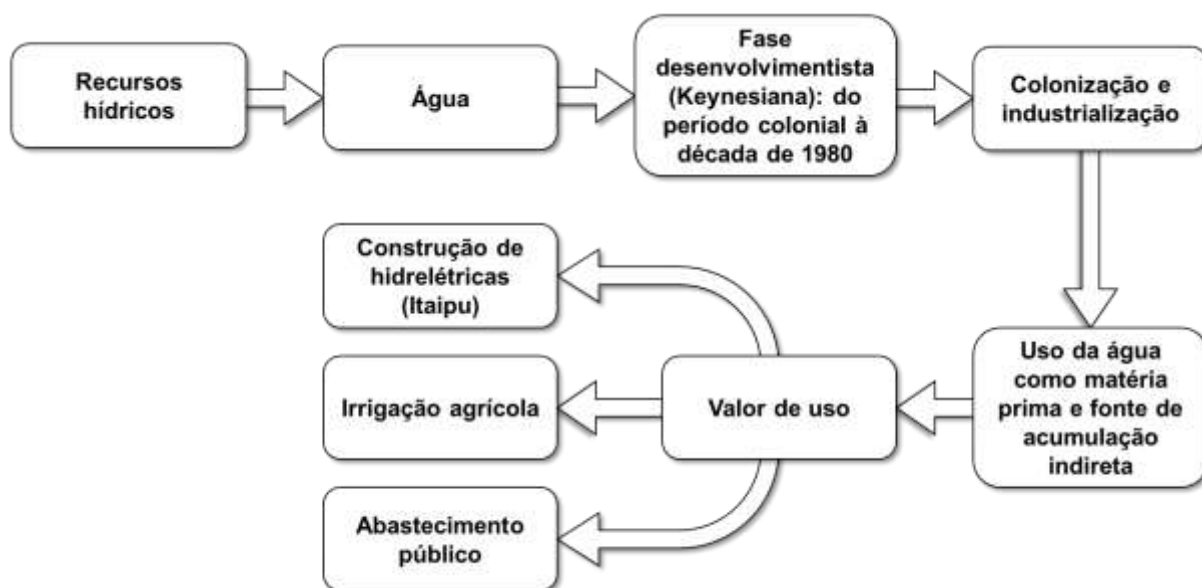 Recursos
hídricos
Água
Fase
desenvolvimentista
(Keynesiana): do
período colonial à
década de 1980
Colonização e
industrialização
Uso da água
como matéria
prima e fonte de
acumulação
indireta
Valor de uso
Construção de
hidrelétricas
(Itaipu)
Irrigação agrícola
Abastecimento
público